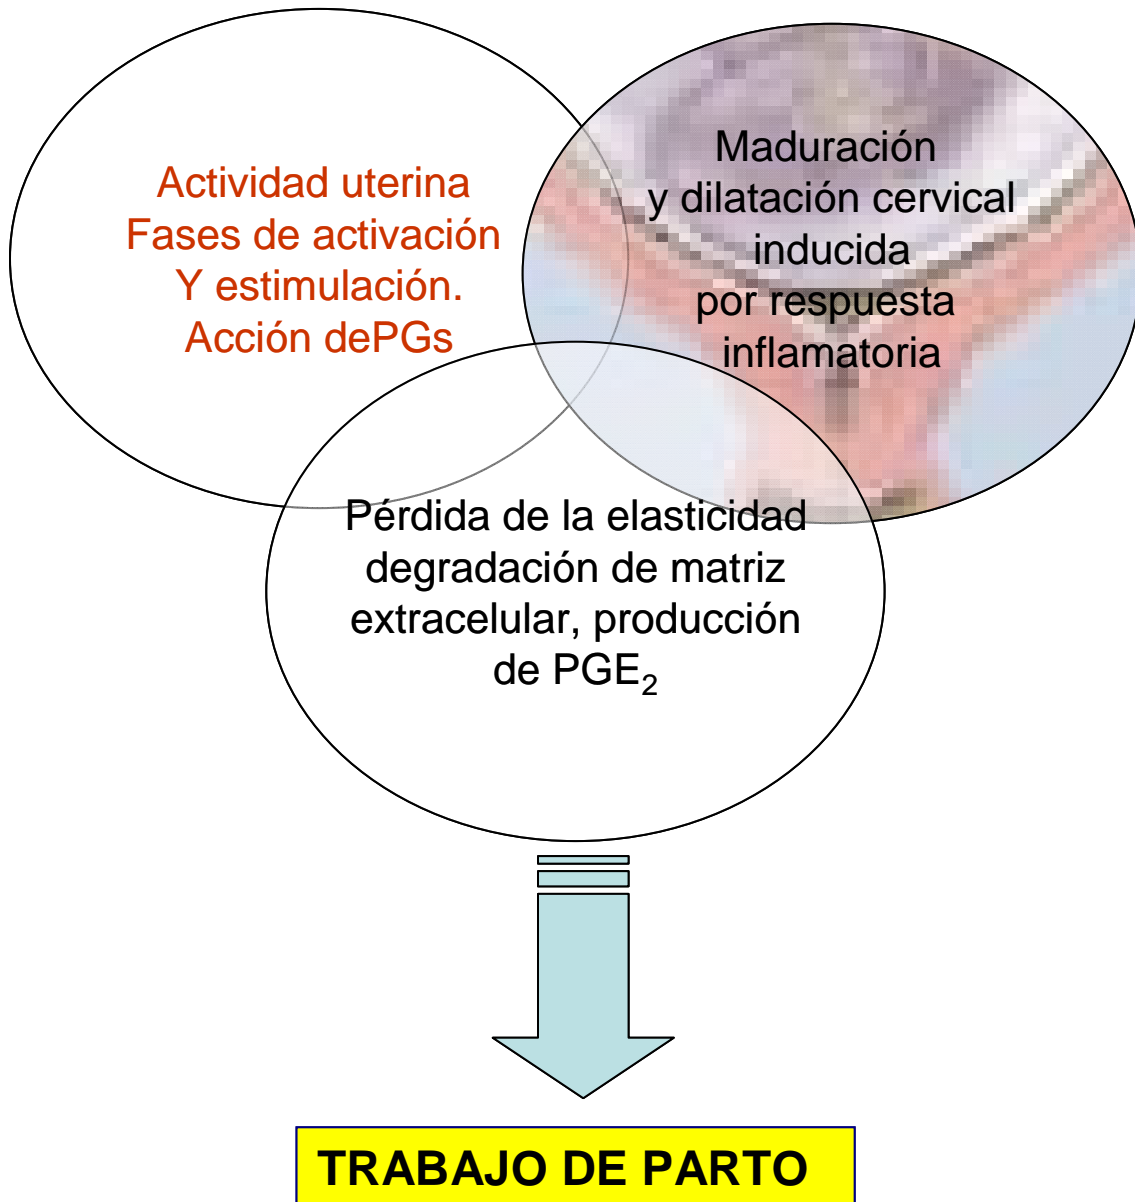 Actividad uterina
Fases de activación
Y estimulación.
Acción dePGs
Maduración
y dilatación cervical
inducida
por respuesta
inflamatoria
Pérdida de la elasticidad
degradación de matriz
extracelular, producción
de PGE₂
TRABAJO DE PARTO